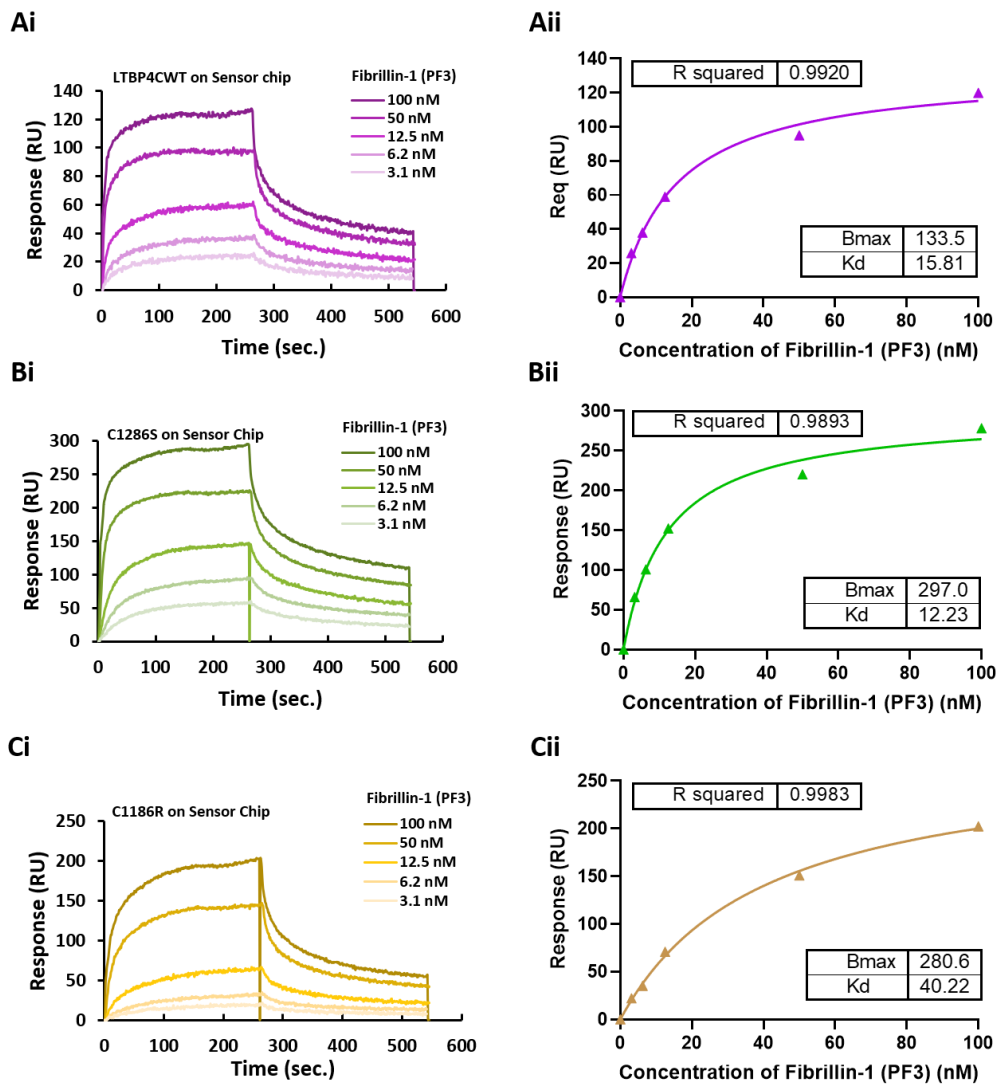 Ai
LTBP4CWT on Sensor chip
Fibrillin-1 (PF3)
100 nM
50 nM
12.5 nM
6.2 nM
3.1 nM
Response (RU)
140
120
100
80
60
40
20
0
0 100 200 300 400 500 600
Time (sec.)
Aii
R squared 0.9920
Req (RU)
140
120
100
80
60
40
20
0
Bmax 133.5
Kd 15.81
0 20 40 60 80 100
Concentration of Fibrillin-1 (PF3) (nM)
Bi
C1286S on Sensor Chip
Fibrillin-1 (PF3)
100 nM
50 nM
12.5 nM
6.2 nM
3.1 nM
Response (RU)
300
250
200
150
100
50
0
0 100 200 300 400 500 600
Time (sec.)
Bii
R squared 0.9893
Response (RU)
300
250
200
150
100
50
0
Bmax 297.0
Kd 12.23
0 20 40 60 80 100
Concentration of Fibrillin-1 (PF3) (nM)
Ci
C1186R on Sensor Chip
Fibrillin-1 (PF3)
100 nM
50 nM
12.5 nM
6.2 nM
3.1 nM
Response (RU)
250
200
150
100
50
0
0 100 200 300 400 500 600
Time (sec.)
Cii
R squared 0.9983
Response (RU)
250
200
150
100
50
0
Bmax 280.6
Kd 40.22
0 20 40 60 80 100
Concentration of Fibrillin-1 (PF3) (nM)